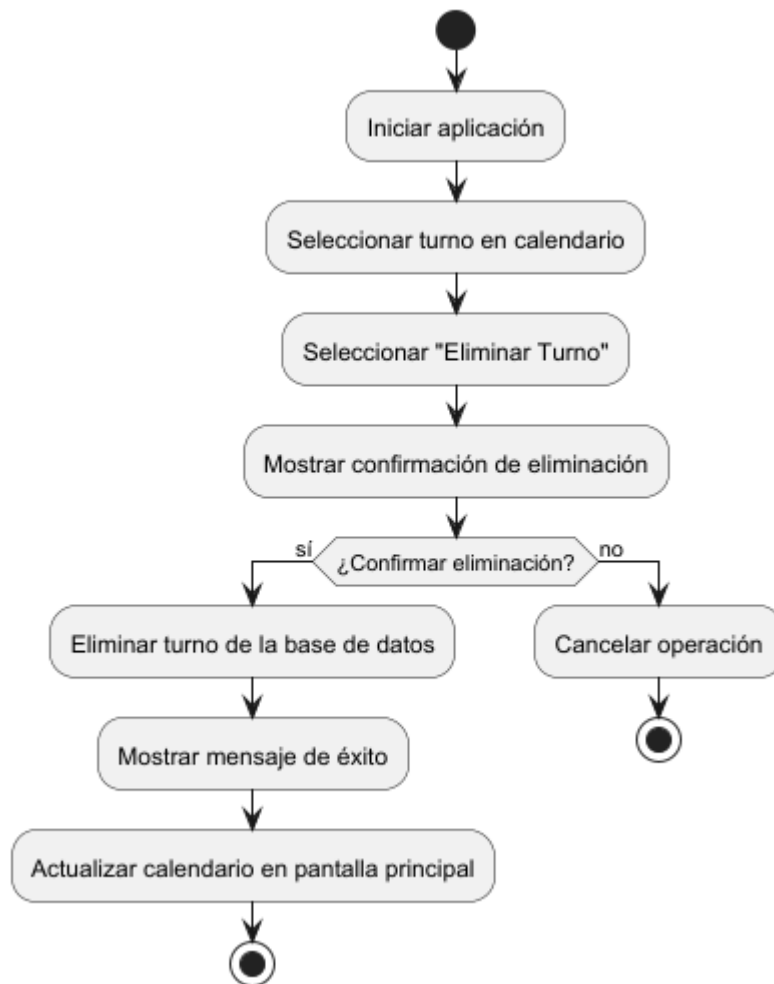 Iniciar aplicación
Seleccionar turno en calendario
Seleccionar "Eliminar Turno"
Mostrar confirmación de eliminación
sí
¿Confirmar eliminación?
no
Eliminar turno de la base de datos
Cancelar operación
Mostrar mensaje de éxito
Actualizar calendario en pantalla principal